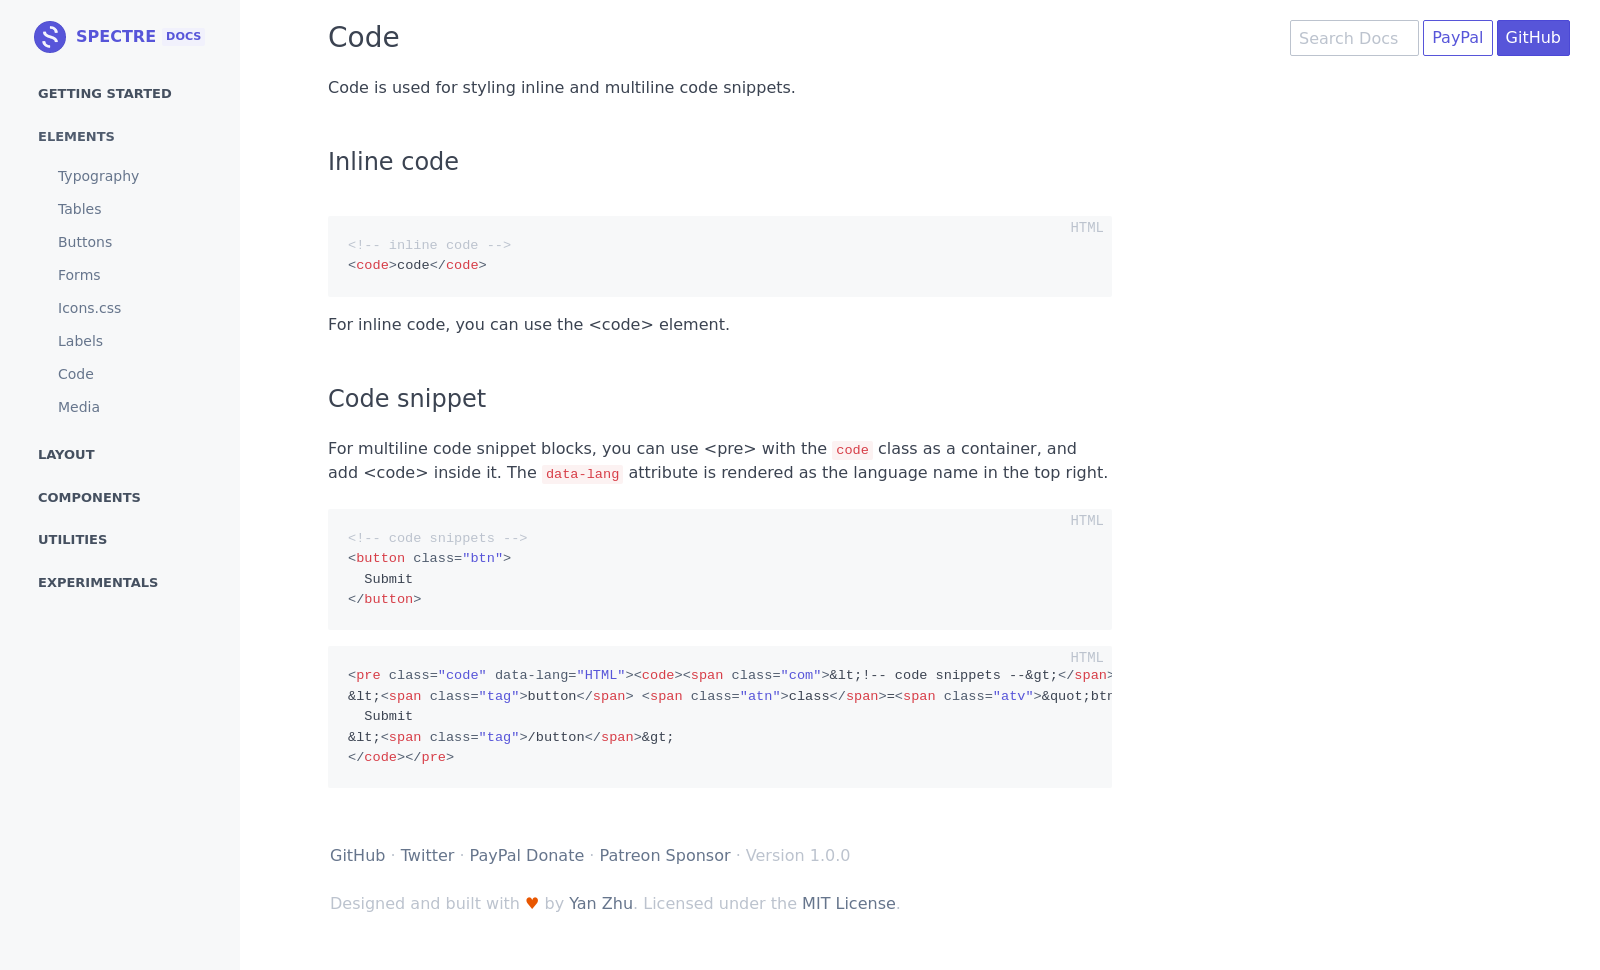 SPECTRE DOCS
GETTING STARTED
ELEMENTS
Typography
Tables
Buttons
Forms
Icons.css
Labels
Code
Media
LAYOUT
COMPONENTS
UTILITIES
EXPERIMENTALS
Search Docs PayPal GitHub
Code
Code is used for styling inline and multiline code snippets.
Inline code
HTML
<!-- inline code -->
<code>code</code>
For inline code, you can use the <code> element.
Code snippet
For multiline code snippet blocks, you can use <pre> with the code class as a container, and
add <code> inside it. The data-lang attribute is rendered as the language name in the top right.
HTML
<!-- code snippets -->
<button class="btn">
  Submit
</button>
HTML
<pre class="code" data-lang="HTML"><code><span class="com">&lt;!-- code snippets --&gt;</span>
&lt;<span class="tag">button</span> <span class="atn">class</span>=<span class="atv">&quot;btn
  Submit
&lt;<span class="tag">/button</span>&gt;
</code></pre>
GitHub · Twitter · PayPal Donate · Patreon Sponsor · Version 1.0.0
Designed and built with ♥ by Yan Zhu. Licensed under the MIT License.